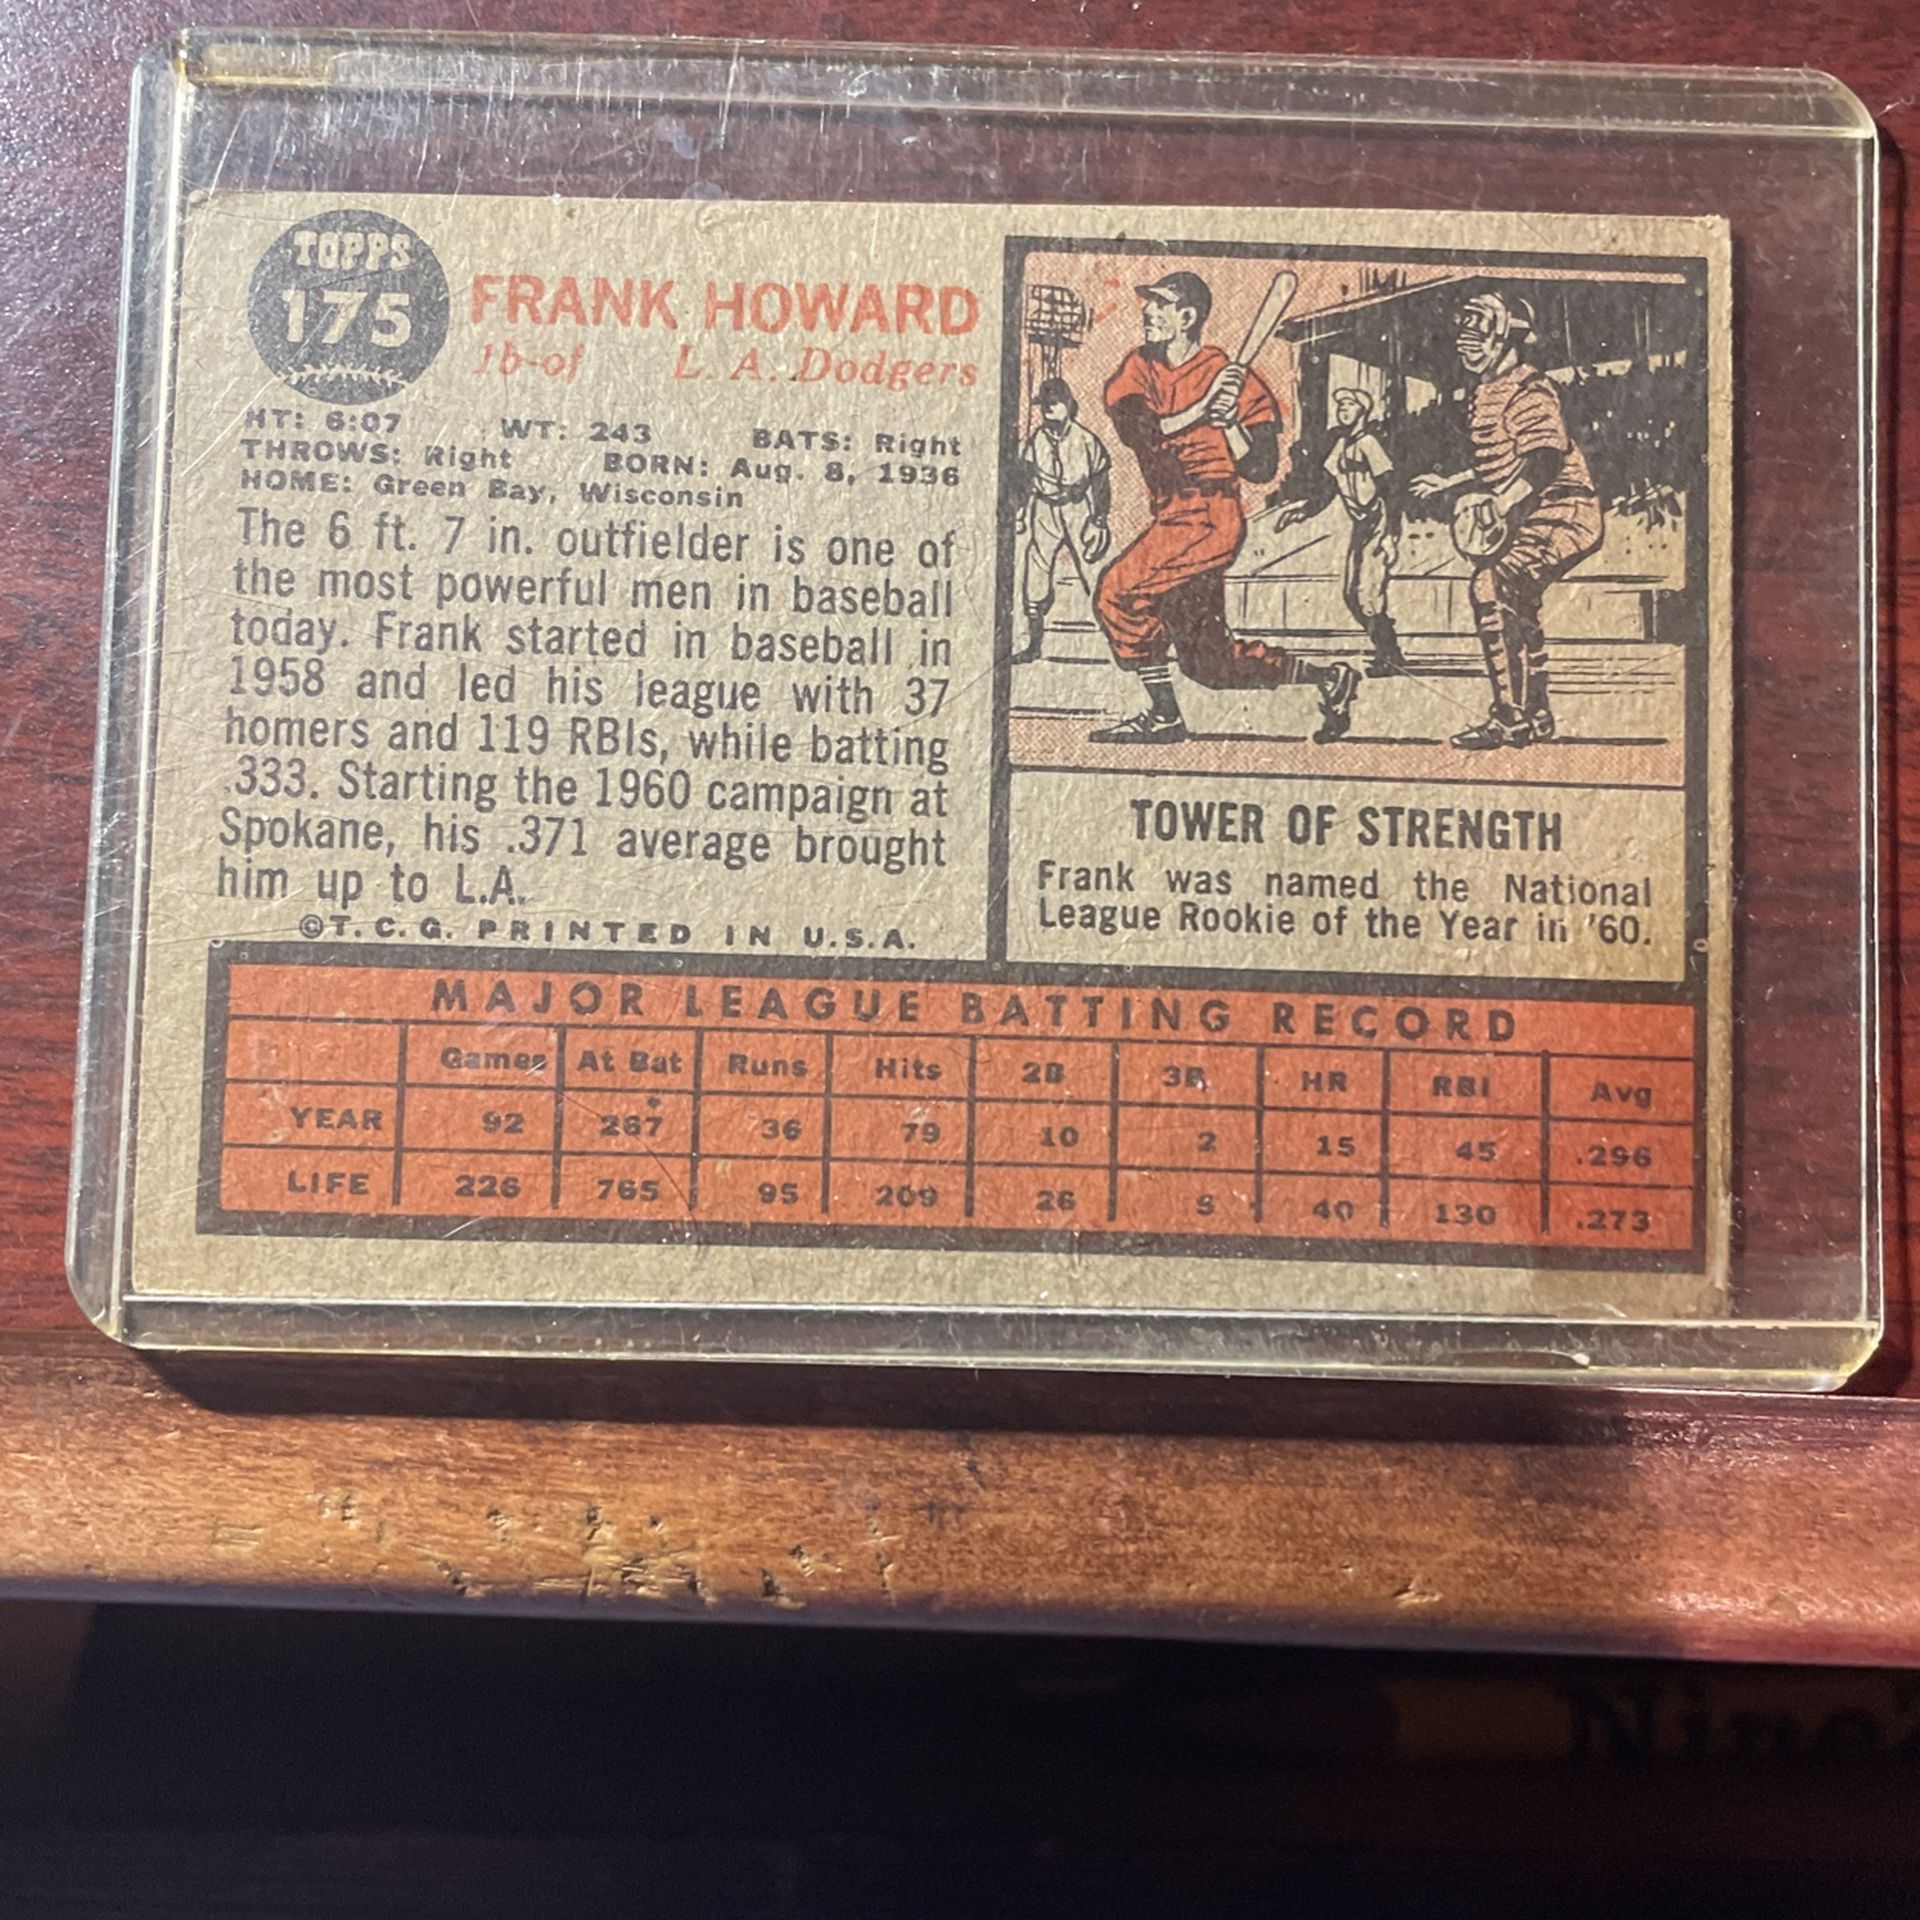 TOPPS
175
FRANK HOWARD
1b-of L. A. Dodgers
HT: 6:07 WT: 243 BATS: Right
THROWS: Right BORN: Aug. 8, 1936
HOME: Green Bay, Wisconsin
The 6 ft. 7 in. outfielder is one of
the most powerful men in baseball
today. Frank started in baseball in
1958 and led his league with 37
homers and 119 RBIs, while batting
.333. Starting the 1960 campaign at
Spokane, his .371 average brought
him up to L.A.
©T.C.G. PRINTED IN U.S.A.
TOWER OF STRENGTH
Frank was named the National
League Rookie of the Year in '60.
MAJOR LEAGUE BATTING RECORD
Games At Bat Runs Hits 2B 3B HR RBI Avg
YEAR 92 267 36 79 10 2 15 45 .296
LIFE 226 765 95 209 26 5 40 130 .273